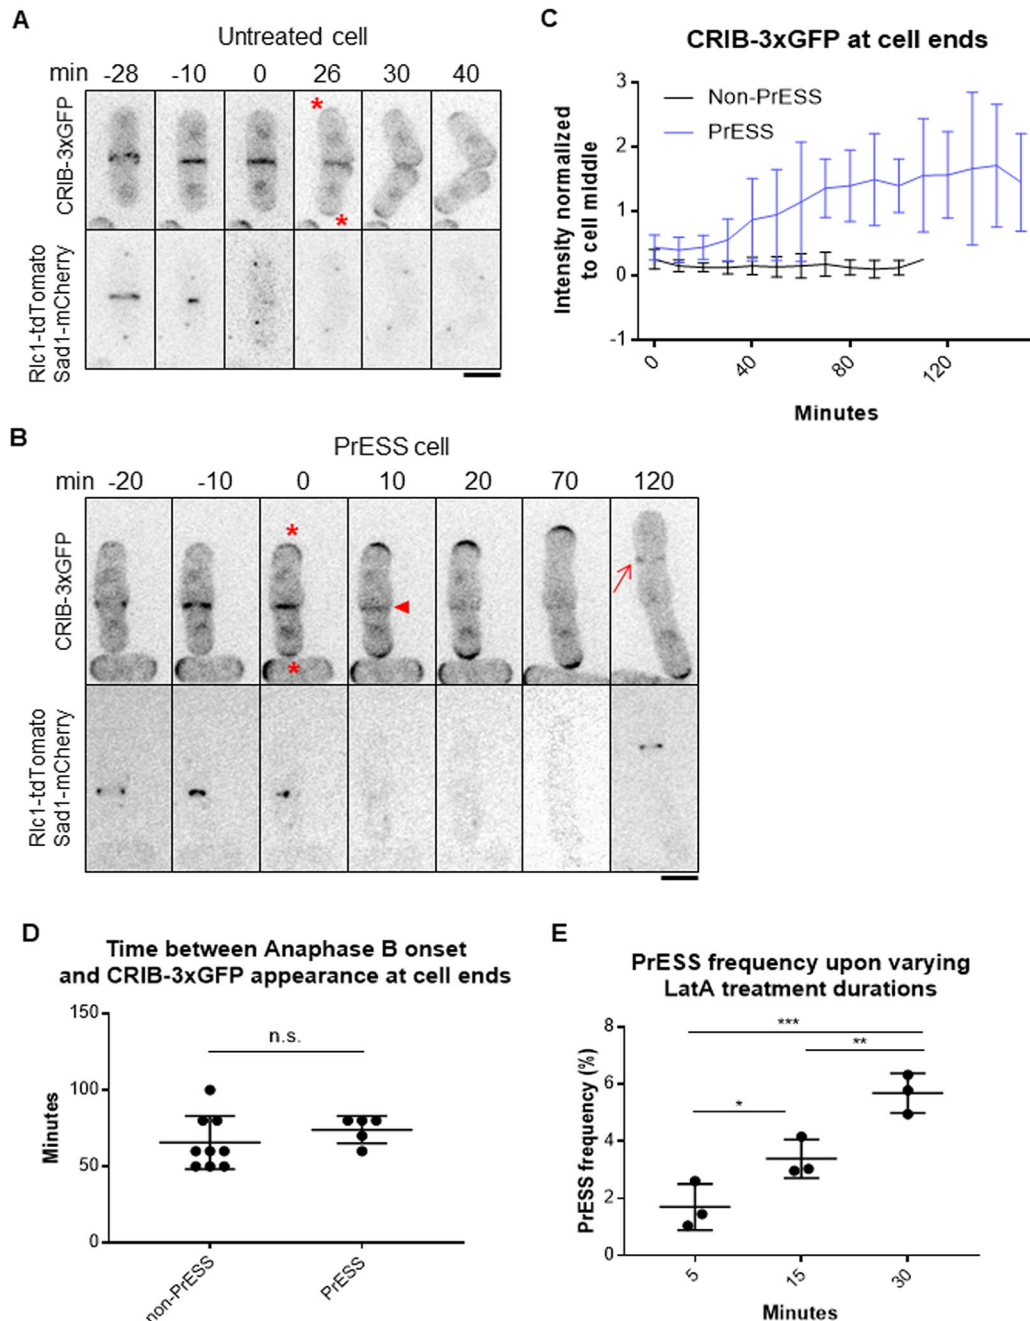 A
Untreated cell
min -28 -10 0 26 30 40
CRIB-3xGFP
*
*
Rlc1-tdTomato
Sad1-mCherry
B
PrESS cell
min -20 -10 0 10 20 70 120
CRIB-3xGFP
*
*
Rlc1-tdTomato
Sad1-mCherry
C
CRIB-3xGFP at cell ends
Intensity normalized
to cell middle
3
2
1
0
-1
Non-PrESS
PrESS
0 40 80 120
Minutes
D
Time between Anaphase B onset
and CRIB-3xGFP appearance at cell ends
Minutes
150
100
50
0
n.s.
non-PrESS PrESS
E
PrESS frequency upon varying
LatA treatment durations
PrESS frequency (%)
8
6
4
2
0
***
**
*
5 15 30
Minutes